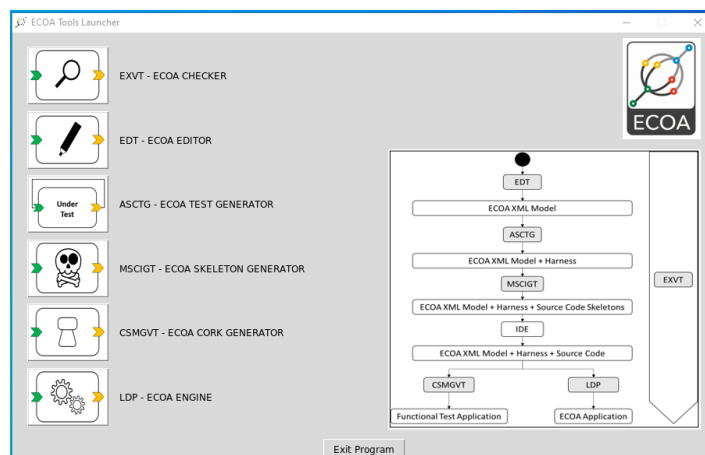 ECOA Tools Launcher
EXVT - ECOA CHECKER
EDT - ECOA EDITOR
Under
Test
ASCTG - ECOA TEST GENERATOR
MSCIGT - ECOA SKELETON GENERATOR
CSMGVT - ECOA CORK GENERATOR
LDP - ECOA ENGINE
ECOA
EDT
ECOA XML Model
ASCTG
ECOA XML Model + Harness
MSCIGT
ECOA XML Model + Harness + Source Code Skeletons
IDE
ECOA XML Model + Harness + Source Code
CSMGVT
LDP
Functional Test Application
ECOA Application
EXVT
Exit Program